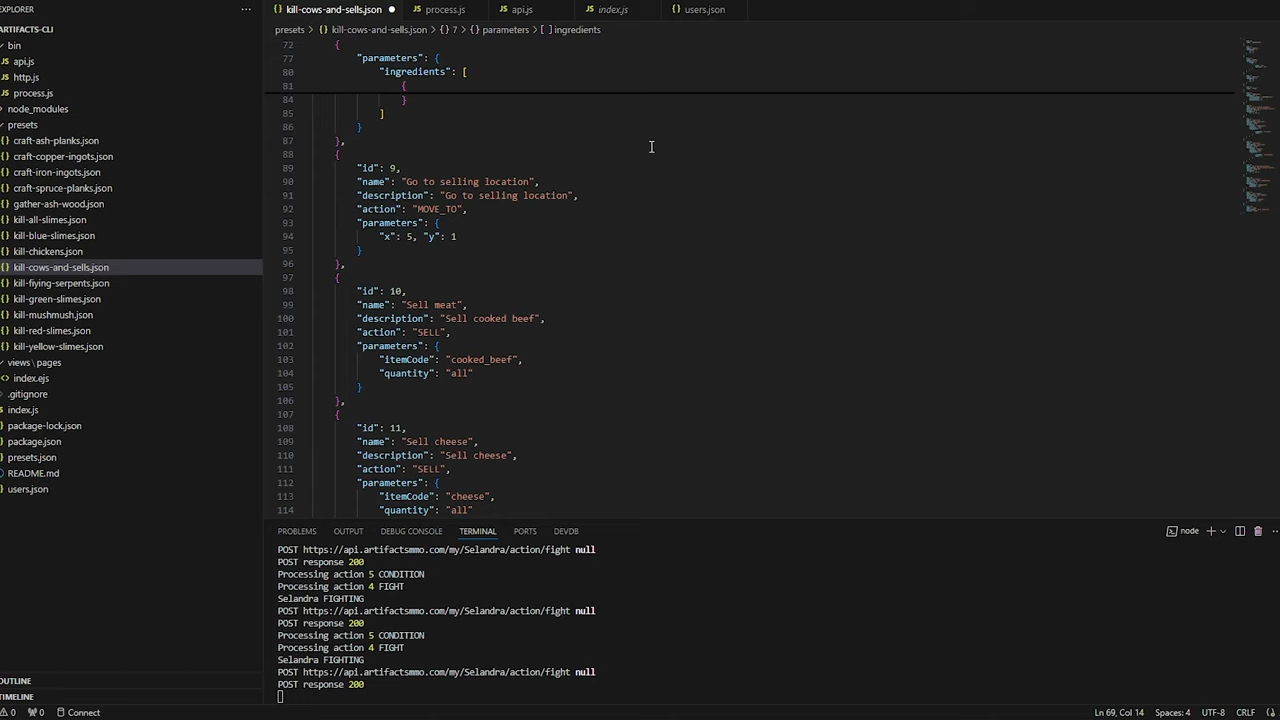 EXPLORER
···
kill-cows-and-sells.json
process.js
api.js
index.js
users.json
ARTIFACTS-CLI
presets > {} kill-cows-and-sells.json > {} 7 > {} parameters > [ ] ingredients
bin
api.js
http.js
process.js
node_modules
presets
craft-ash-planks.json
craft-copper-ingots.json
craft-iron-ingots.json
craft-spruce-planks.json
gather-ash-wood.json
kill-all-slimes.json
kill-blue-slimes.json
kill-chickens.json
kill-cows-and-sells.json
kill-flying-serpents.json
kill-green-slimes.json
kill-mushmush.json
kill-red-slimes.json
kill-yellow-slimes.json
views\pages
index.ejs
.gitignore
index.js
package-lock.json
package.json
presets.json
README.md
users.json
OUTLINE
TIMELINE
72 {
77 "parameters": {
80 "ingredients": [
81 {
84 }
85 ]
86 }
87 },
88 {
89 "id": 9,
90 "name": "Go to selling location",
91 "description": "Go to selling location",
92 "action": "MOVE_TO",
93 "parameters": {
94 "x": 5, "y": 1
95 }
96 },
97 {
98 "id": 10,
99 "name": "Sell meat",
100 "description": "Sell cooked beef",
101 "action": "SELL",
102 "parameters": {
103 "itemCode": "cooked_beef",
104 "quantity": "all"
105 }
106 },
107 {
108 "id": 11,
109 "name": "Sell cheese",
110 "description": "Sell cheese",
111 "action": "SELL",
112 "parameters": {
113 "itemCode": "cheese",
114 "quantity": "all"
PROBLEMS OUTPUT DEBUG CONSOLE TERMINAL PORTS DEVDB
node
POST https://api.artifactsmmo.com/my/Selandra/action/fight null
POST response 200
Processing action 5 CONDITION
Processing action 4 FIGHT
Selandra FIGHTING
POST https://api.artifactsmmo.com/my/Selandra/action/fight null
POST response 200
Processing action 5 CONDITION
Processing action 4 FIGHT
Selandra FIGHTING
POST https://api.artifactsmmo.com/my/Selandra/action/fight null
POST response 200
0 0 Connect
Ln 69, Col 14 Spaces: 4 UTF-8 CRLF {}